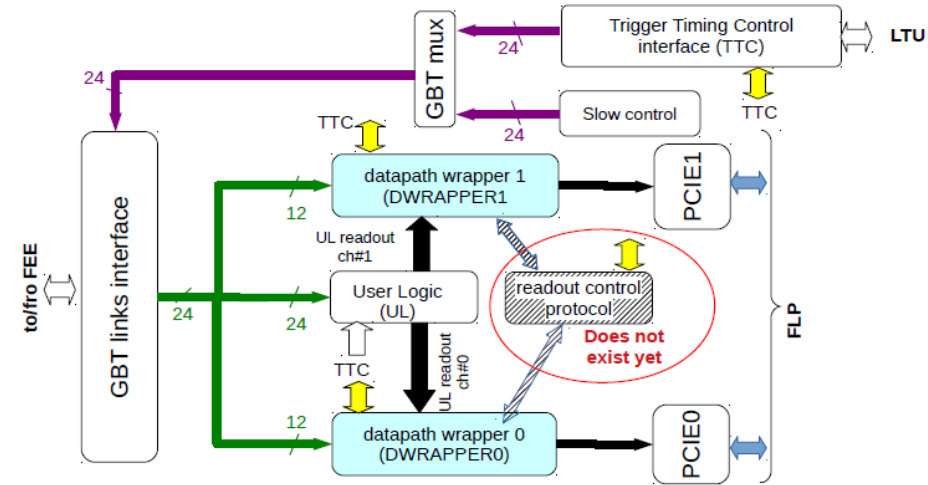 Trigger Timing Control
interface (TTC)
LTU
24
GBT mux
24
TTC
Slow control
24
TTC
datapath wrapper 1
(DWRAPPER1
PCIE1
12
UL readout
ch#1
to/fro FEE
GBT links interface
24
24
User Logic
(UL)
readout control
protocol
Does not
exist yet
FLP
TTC
UL readout
ch#0
12
datapath wrapper 0
(DWRAPPER0)
PCIE0